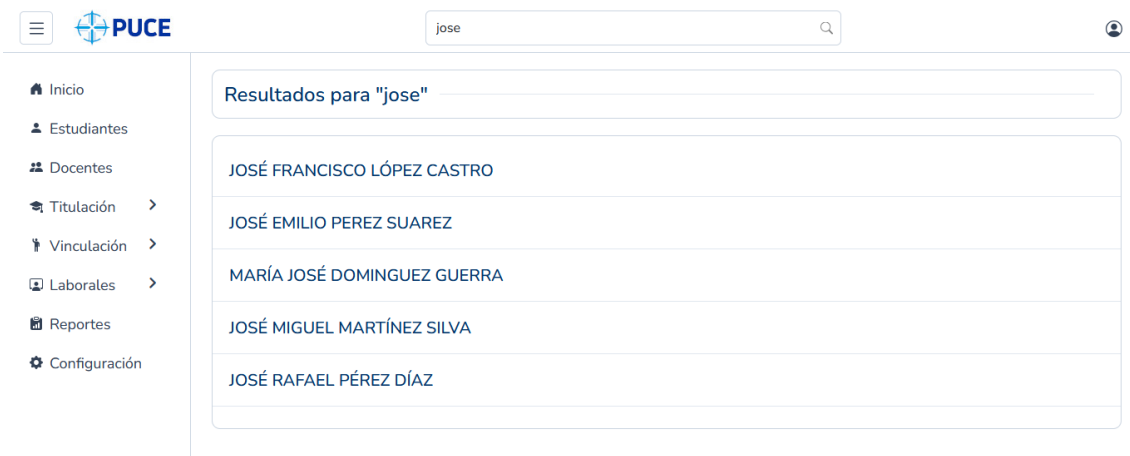 PUCE
jose
Inicio
Estudiantes
Docentes
Titulación
Vinculación
Laborales
Reportes
Configuración
Resultados para "jose"
JOSÉ FRANCISCO LÓPEZ CASTRO
JOSÉ EMILIO PEREZ SUAREZ
MARÍA JOSÉ DOMINGUEZ GUERRA
JOSÉ MIGUEL MARTÍNEZ SILVA
JOSÉ RAFAEL PÉREZ DÍAZ